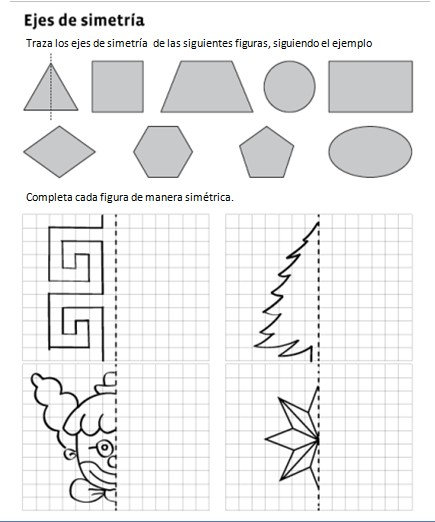 Ejes de simetría
Traza los ejes de simetría de las siguientes figuras, siguiendo el ejemplo
Completa cada figura de manera simétrica.